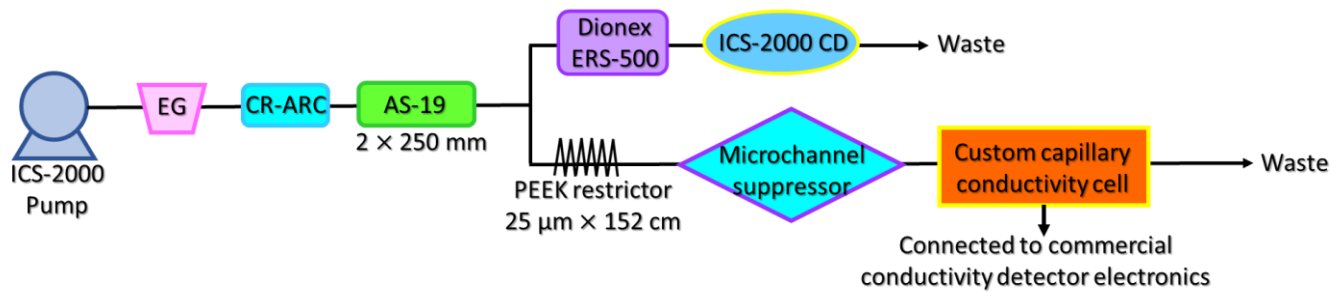 Dionex
ERS-500
ICS-2000 CD
Waste
EG
CR-ARC
AS-19
2 × 250 mm
ICS-2000
Pump
PEEK restrictor
25 µm × 152 cm
Microchannel
suppressor
Custom capillary
conductivity cell
Waste
Connected to commercial
conductivity detector electronics